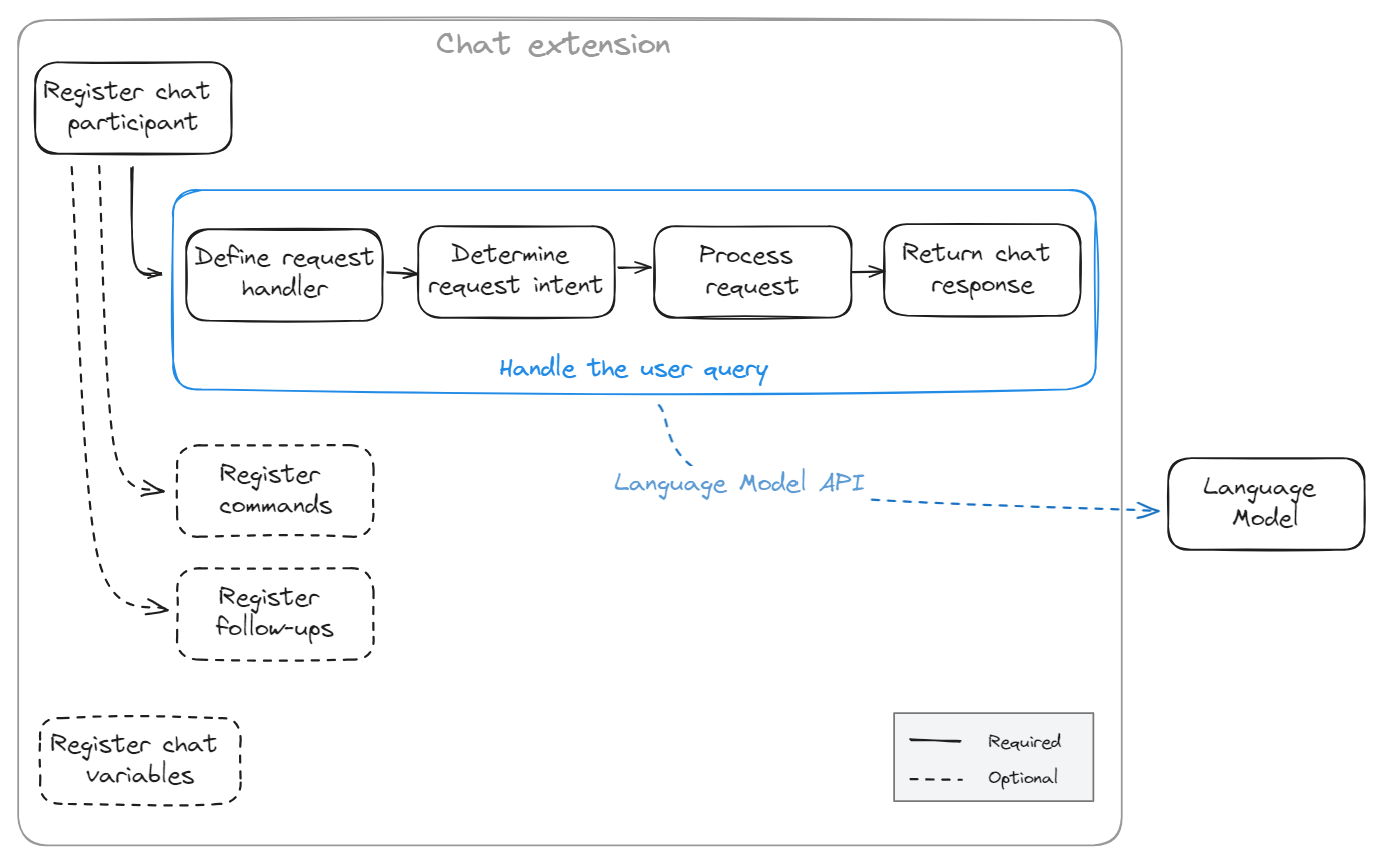 Chat extension
Register chat
participant
Define request
handler
Determine
request intent
Process
request
Return chat
response
Handle the user query
Register
commands
Language Model API
Language
Model
Register
follow-ups
Register chat
variables
Required
Optional